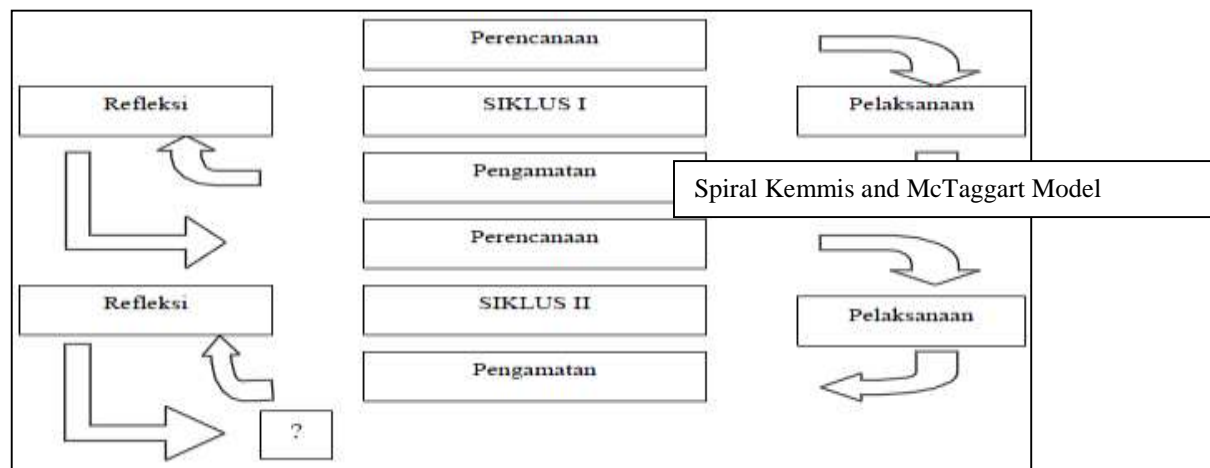 Perencanaan
Refleksi
SIKLUS I
Pelaksanaan
Pengamatan
Spiral Kemmis and McTaggart Model
Perencanaan
Refleksi
SIKLUS II
Pelaksanaan
Pengamatan
?